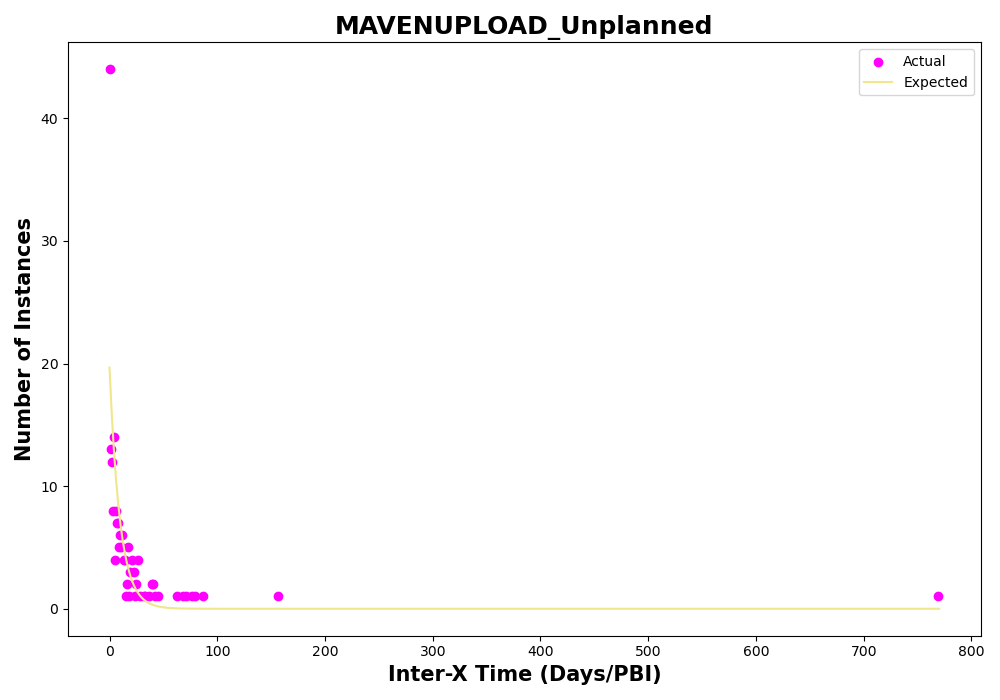 MAVENUPLOAD_Unplanned
Actual
Expected
Number of Instances
40
30
20
10
0
0 100 200 300 400 500 600 700 800
Inter-X Time (Days/PBI)